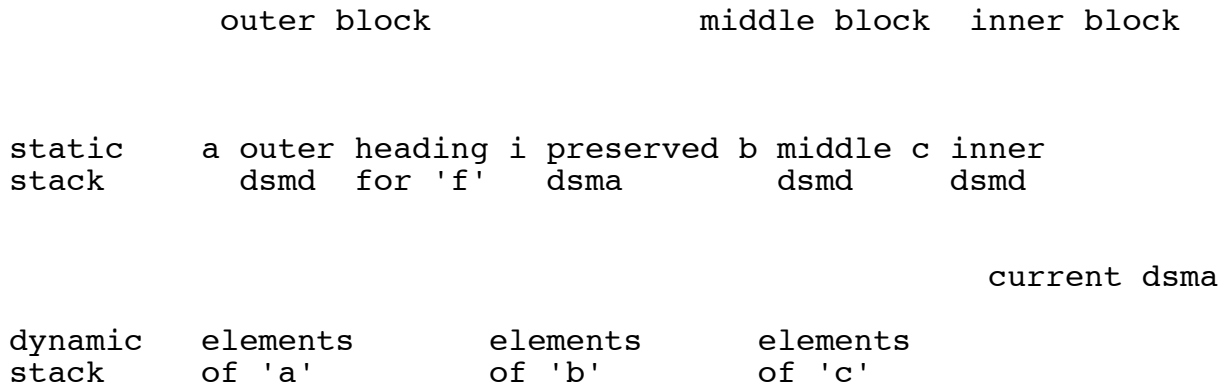 outer block middle block inner block
static a outer heading i preserved b middle c inner
stack dsmd for 'f' dsma dsmd dsmd
current dsma
dynamic elements elements elements
stack of 'a' of 'b' of 'c'